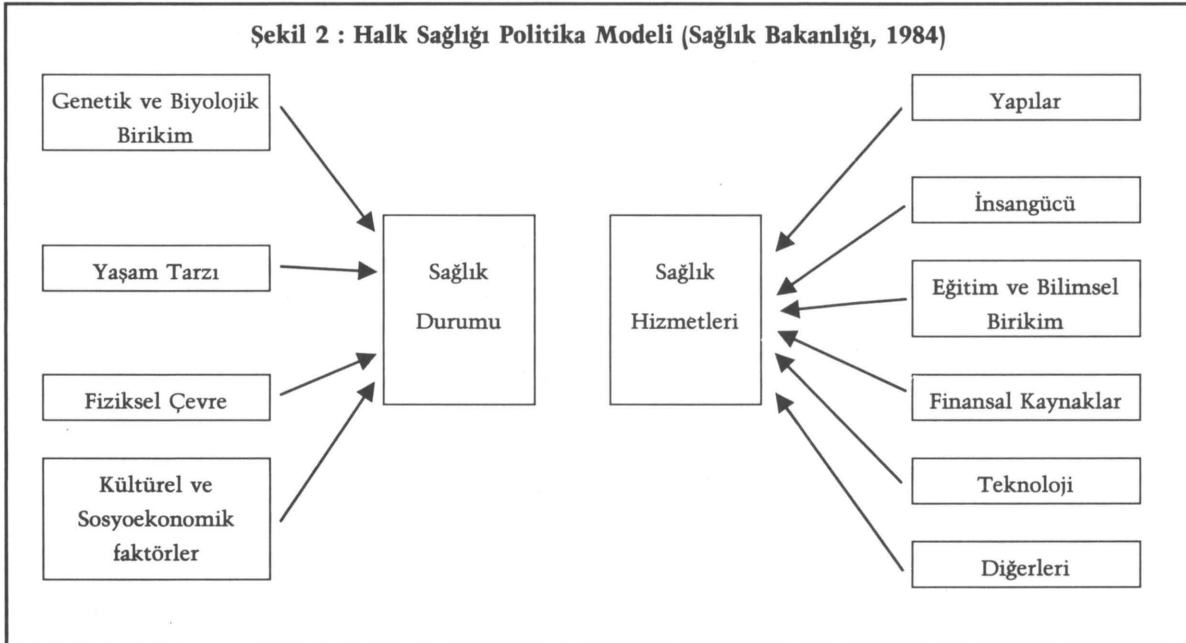 Şekil 2 : Halk Sağlığı Politika Modeli (Sağlık Bakanlığı, 1984)
Genetik ve Biyolojik
Birikim
Yaşam Tarzı
Fiziksel Çevre
Kültürel ve
Sosyoekonomik
faktörler
Sağlık
Durumu
Sağlık
Hizmetleri
Yapılar
İnsangücü
Eğitim ve Bilimsel
Birikim
Finansal Kaynaklar
Teknoloji
Diğerleri